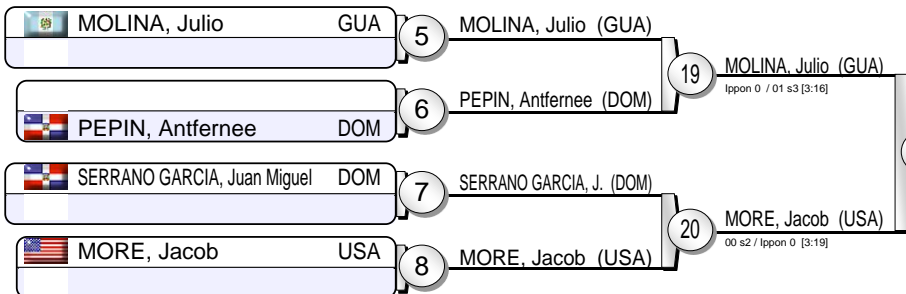 MOLINA, Julio GUA
5
MOLINA, Julio (GUA)
19
MOLINA, Julio (GUA)
Ippon 0 / 01 s3 [3:16]
6
PEPIN, Antfernee (DOM)
PEPIN, Antfernee DOM
SERRANO GARCIA, Juan Miguel DOM
7
SERRANO GARCIA, J. (DOM)
20
MORE, Jacob (USA)
00 s2 / Ippon 0 [3:19]
MORE, Jacob USA
8
MORE, Jacob (USA)